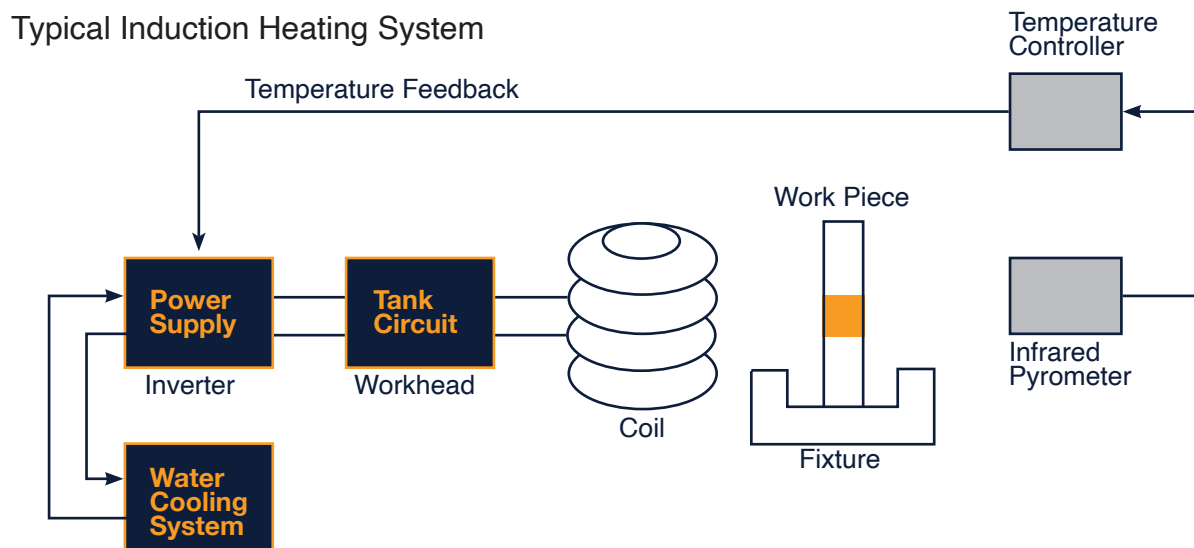 Typical Induction Heating System
Temperature
Controller
Temperature Feedback
Work Piece
Power
Supply
Tank
Circuit
Inverter
Workhead
Coil
Fixture
Infrared
Pyrometer
Water
Cooling
System